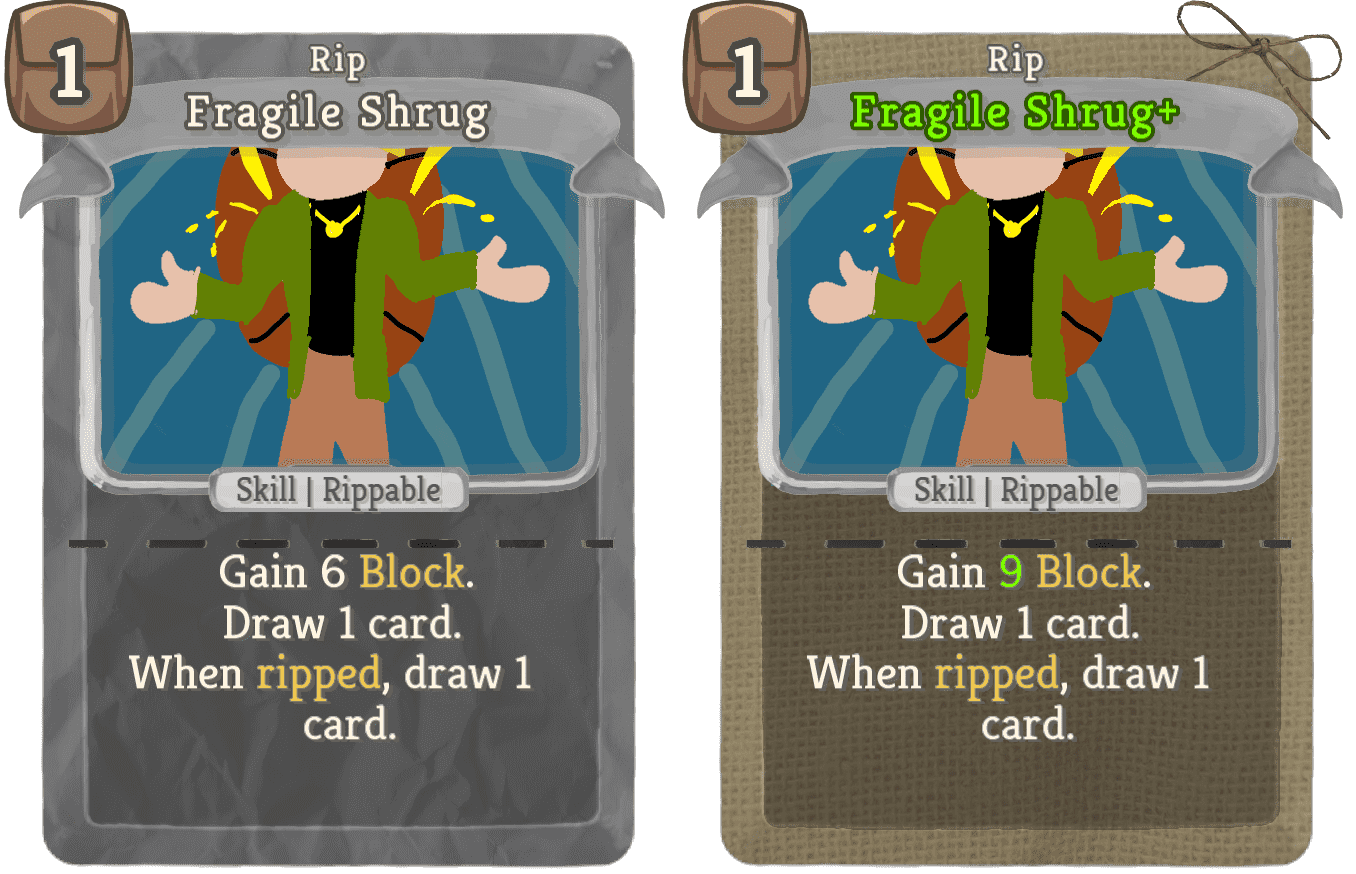 1
Rip
Fragile Shrug
Skill | Rippable
Gain 6 Block.
Draw 1 card.
When ripped, draw 1
card.
1
Rip
Fragile Shrug+
Skill | Rippable
Gain 9 Block.
Draw 1 card.
When ripped, draw 1
card.